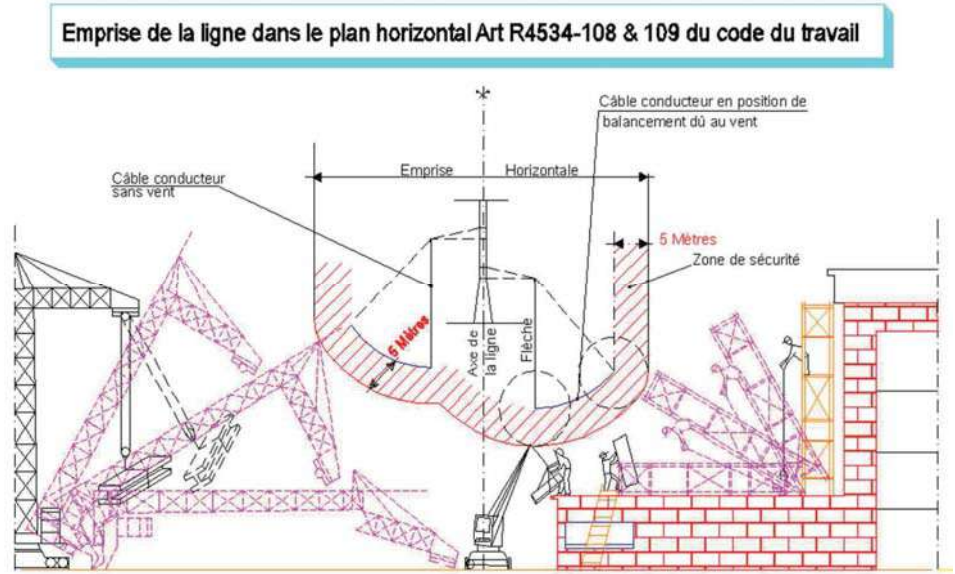 Emprise de la ligne dans le plan horizontal Art R4534-108 & 109 du code du travail
Câble conducteur en position de
balancement dû au vent
Emprise Horizontale
Câble conducteur
sans vent
5 Mètres
Zone de sécurité
5 Mètres
Axe de
la ligne
Flèche